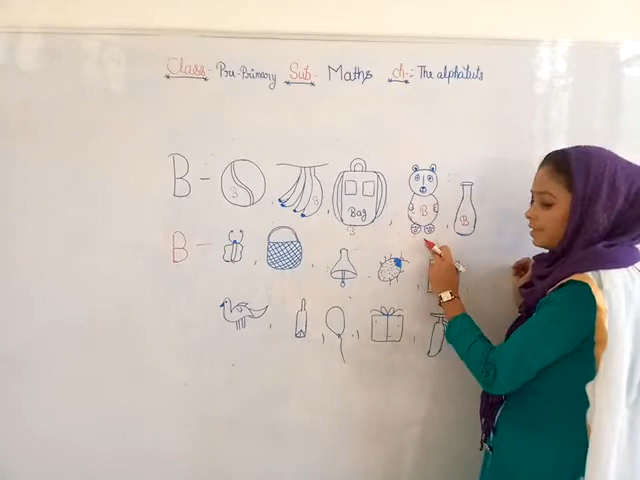 Class- Pre-Primary Sub- Maths ch-: The alphabets
B - B B Bag B B
B
B -